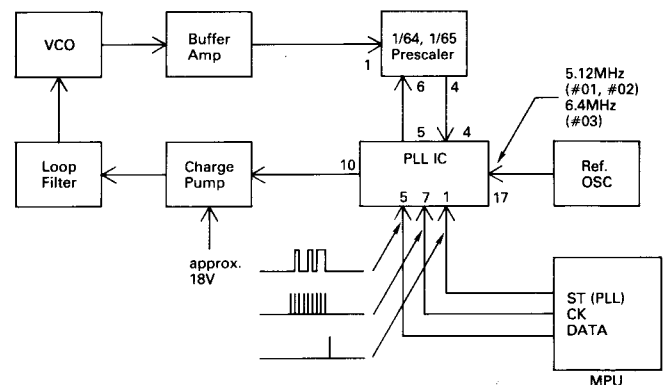 VCO
Buffer
Amp
1/64, 1/65
Prescaler
1
6
4
5.12MHz
(#01, #02)
6.4MHz
(#03)
5
4
Loop
Filter
Charge
Pump
10
PLL IC
17
Ref.
OSC
5
7
1
approx.
18V
ST (PLL)
CK
DATA
MPU